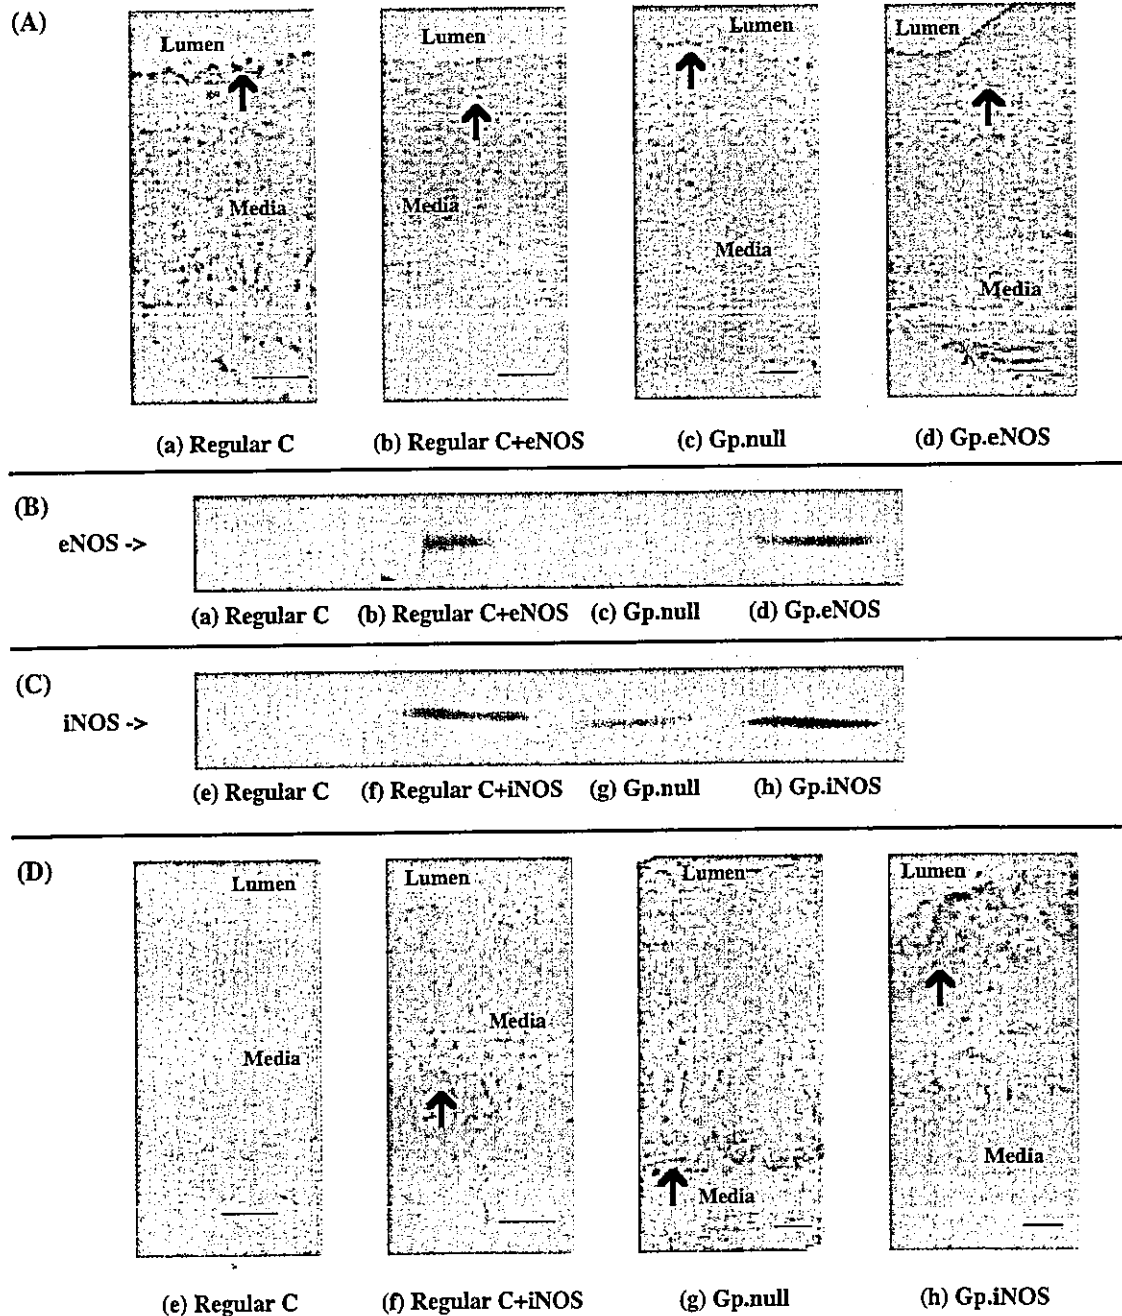 (A)
Lumen
Lumen
Lumen
Lumen
Media
Media
Media
Media
(a) Regular C
(b) Regular C+eNOS
(c) Gp.null
(d) Gp.eNOS
(B)
eNOS ->
(a) Regular C
(b) Regular C+eNOS
(c) Gp.null
(d) Gp.eNOS
(C)
iNOS ->
(e) Regular C
(f) Regular C+iNOS
(g) Gp.null
(h) Gp.iNOS
(D)
Lumen
Lumen
Lumen
Lumen
Media
Media
Media
Media
(e) Regular C
(f) Regular C+iNOS
(g) Gp.null
(h) Gp.iNOS